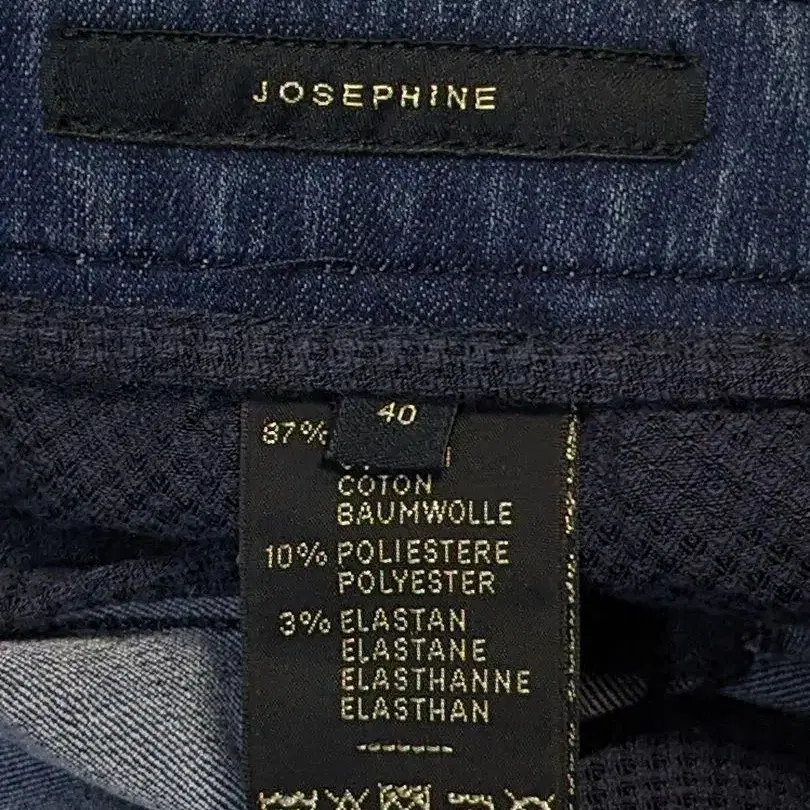 JOSEPHINE
40
87%
COTON
BAUMWOLLE
10% POLIESTERE
POLYESTER
3% ELASTAN
ELASTANE
ELASTHANNE
ELASTHAN